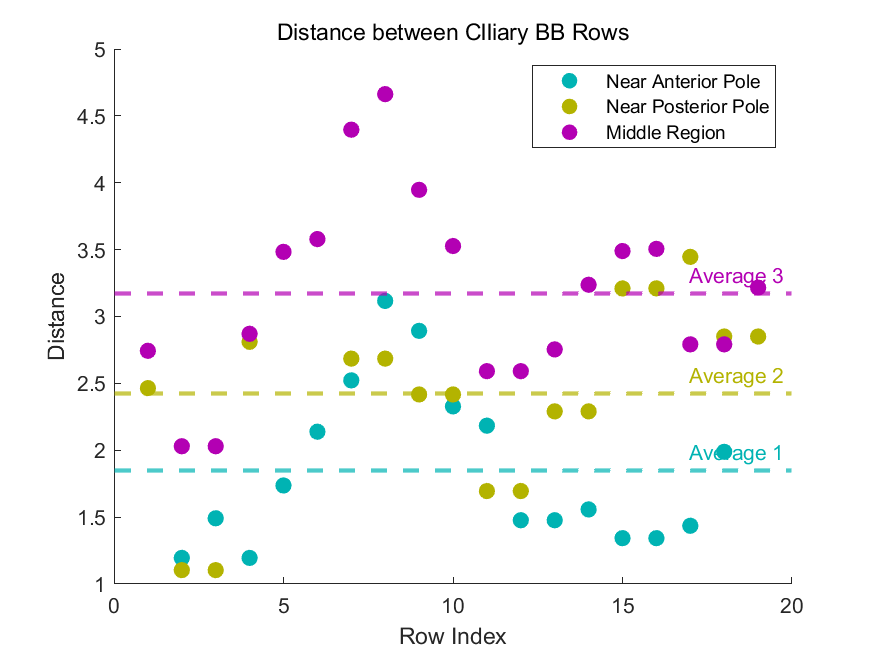 Distance between CIliary BB Rows
Near Anterior Pole
Near Posterior Pole
Middle Region
5
4.5
4
3.5
3
2.5
2
1.5
1
Distance
Average 3
Average 2
Average 1
0
5
10
15
20
Row Index